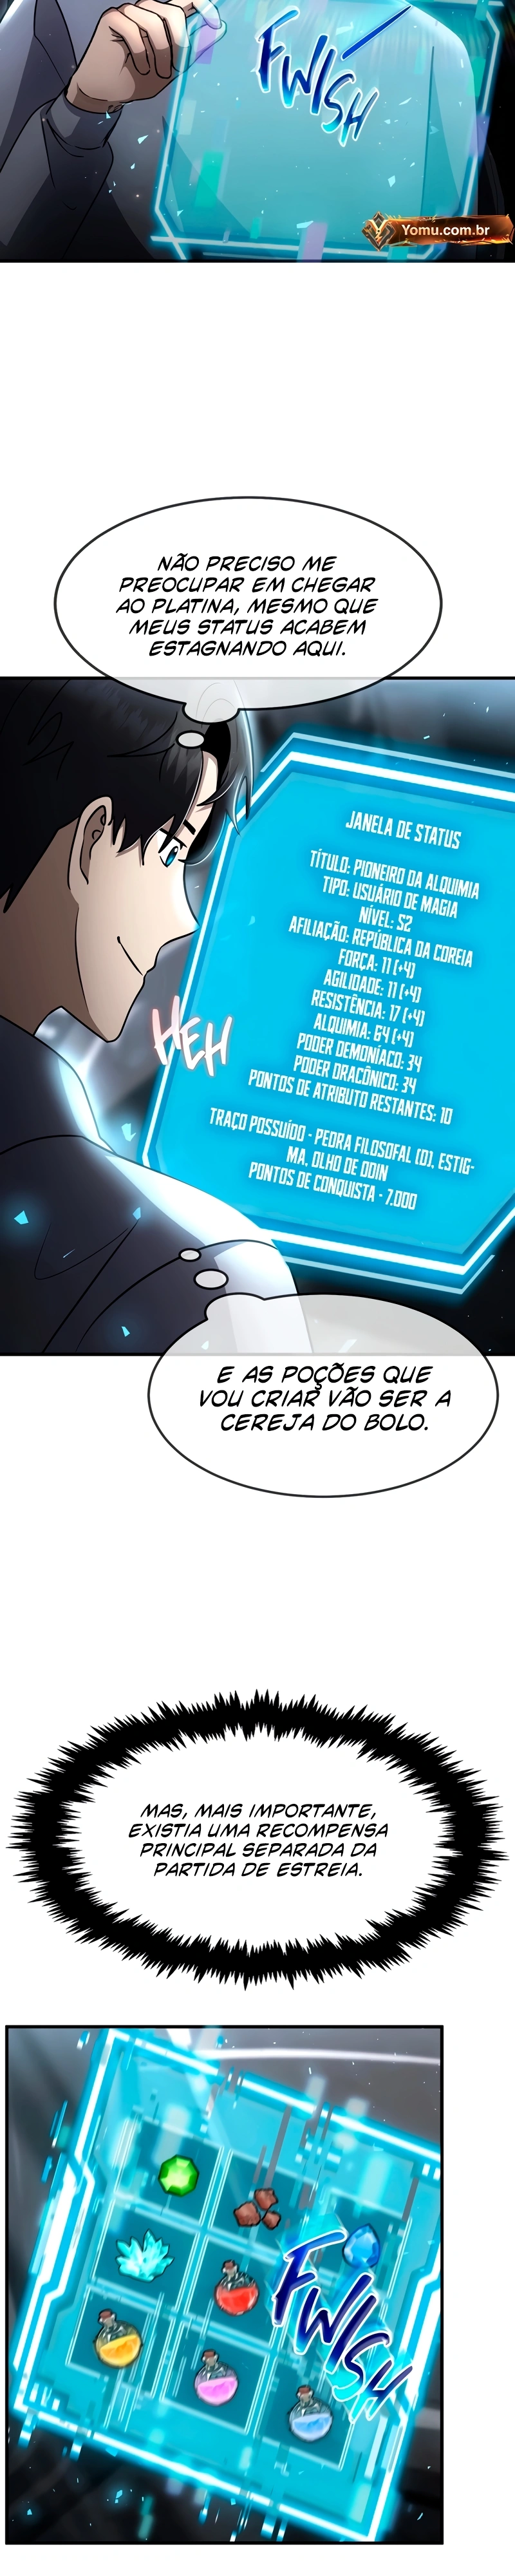 FWISH
Yomu.com.br
NÃO PRECISO ME
PREOCUPAR EM CHEGAR
AO PLATINA, MESMO QUE
MEUS STATUS ACABEM
ESTAGNANDO AQUI.
JANELA DE STATUS
TÍTULO: PIONEIRO DA ALQUIMIA
TIPO: USUÁRIO DE MAGIA
NÍVEL: 52
AFILIAÇÃO: REPÚBLICA DA COREIA
FORÇA: 11 (+4)
AGILIDADE: 11 (+4)
RESISTÊNCIA: 17 (+4)
ALQUIMIA: 64 (+4)
PODER DEMONÍACO: 34
PODER DRACÔNICO: 34
PONTOS DE ATRIBUTO RESTANTES: 10
TRAÇO POSSUÍDO - PEDRA FILOSOFAL (D), ESTIG-
MA, OLHO DE ODIN
PONTOS DE CONQUISTA - 7.000
HEH
E AS POÇÕES QUE
VOU CRIAR VÃO SER A
CEREJA DO BOLO.
MAS, MAIS IMPORTANTE,
EXISTIA UMA RECOMPENSA
PRINCIPAL SEPARADA DA
PARTIDA DE ESTREIA.
FWISH